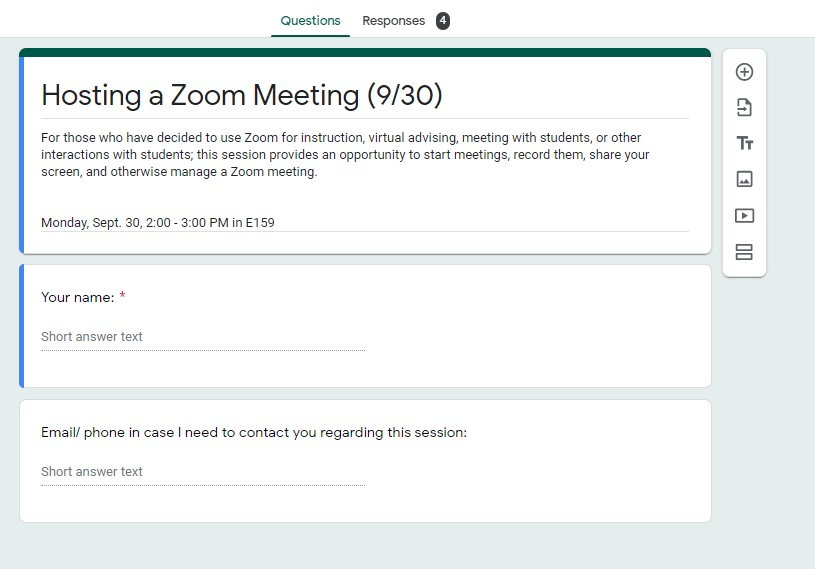 Questions Responses 4
Hosting a Zoom Meeting (9/30)
For those who have decided to use Zoom for instruction, virtual advising, meeting with students, or other
interactions with students; this session provides an opportunity to start meetings, record them, share your
screen, and otherwise manage a Zoom meeting.
Monday, Sept. 30, 2:00 - 3:00 PM in E159
Your name: *
Short answer text
Email/ phone in case I need to contact you regarding this session:
Short answer text